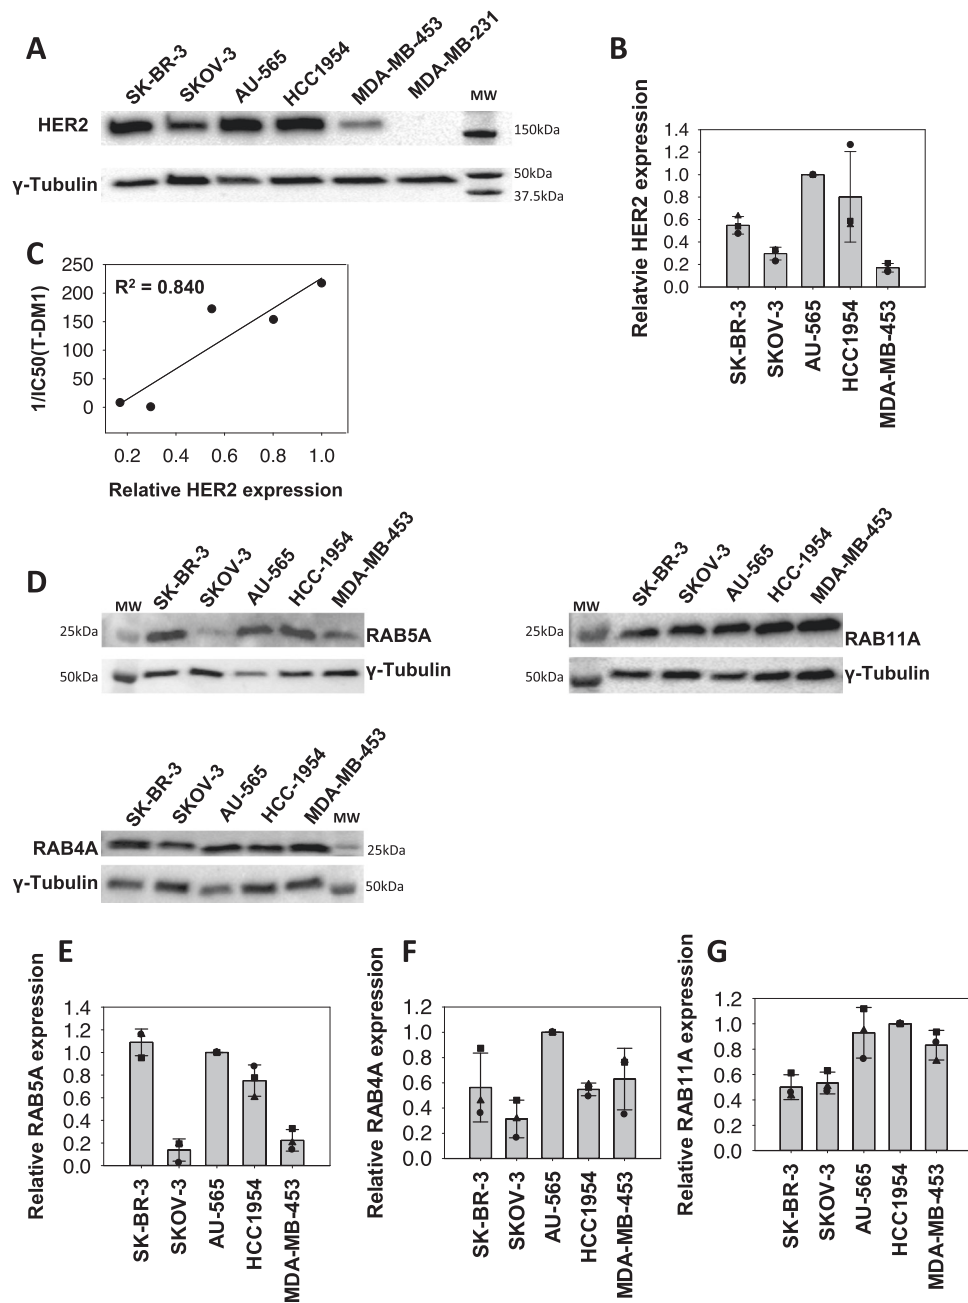 A
SK-BR-3
SKOV-3
AU-565
HCC1954
MDA-MB-453
MDA-MB-231
MW
HER2
150kDa
γ-Tubulin
50kDa
37.5kDa
B
Relatvie HER2 expression
1.4
1.2
1.0
0.8
0.6
0.4
0.2
0.0
SK-BR-3
SKOV-3
AU-565
HCC1954
MDA-MB-453
C
1/IC50(T-DM1)
250
200
150
100
50
0
R² = 0.840
0.2 0.4 0.6 0.8 1.0
Relative HER2 expression
D
MW
SK-BR-3
SKOV-3
AU-565
HCC-1954
MDA-MB-453
25kDa
RAB5A
50kDa
γ-Tubulin
MW
SK-BR-3
SKOV-3
AU-565
HCC-1954
MDA-MB-453
25kDa
RAB11A
50kDa
γ-Tubulin
SK-BR-3
SKOV-3
AU-565
HCC-1954
MDA-MB-453
MW
RAB4A
25kDa
γ-Tubulin
50kDa
E
Relative RAB5A expression
1.4
1.2
1.0
0.8
0.6
0.4
0.2
0.0
SK-BR-3
SKOV-3
AU-565
HCC1954
MDA-MB-453
F
Relative RAB4A expression
1.2
1.0
0.8
0.6
0.4
0.2
0.0
SK-BR-3
SKOV-3
AU-565
HCC1954
MDA-MB-453
G
Relative RAB11A expression
1.2
1.0
0.8
0.6
0.4
0.2
0.0
SK-BR-3
SKOV-3
AU-565
HCC1954
MDA-MB-453